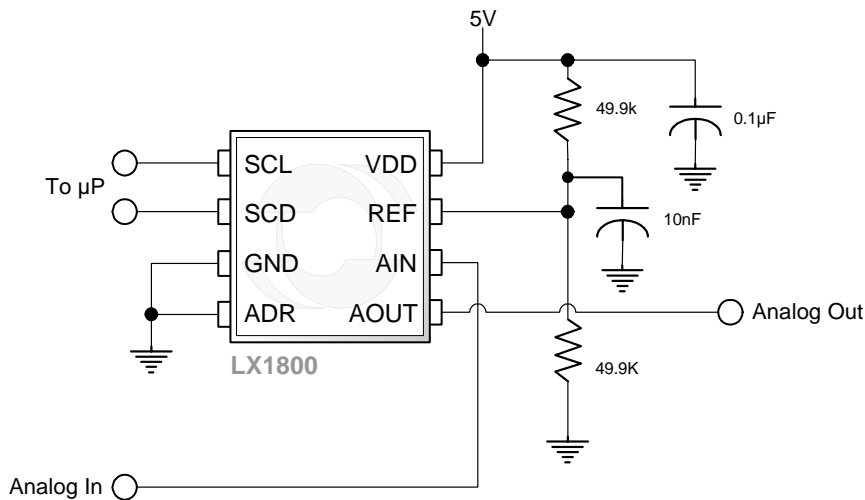 5V
49.9k
0.1µF
SCL
VDD
To µP
SCD
REF
10nF
GND
AIN
ADR
AOUT
Analog Out
LX1800
49.9K
Analog In